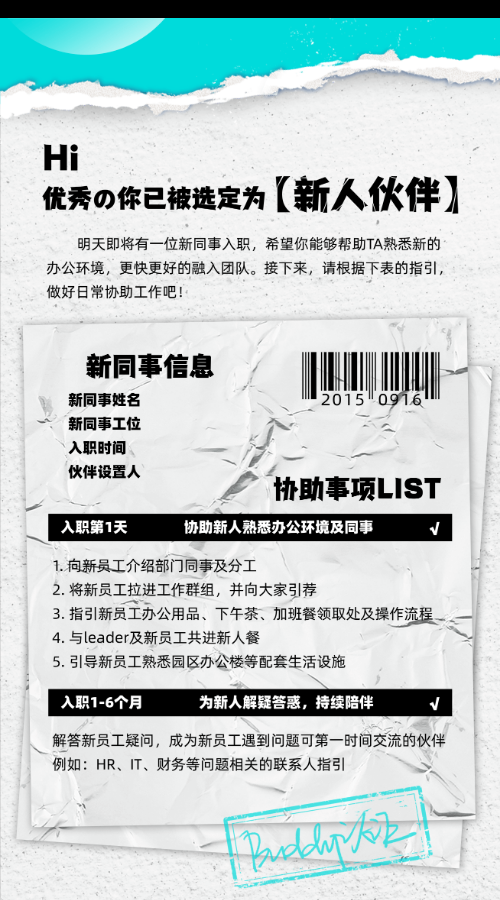 Hi
优秀の你已被选定为【新人伙伴】
明天即将有一位新同事入职，希望你能够帮助TA熟悉新的
办公环境，更快更好的融入团队。接下来，请根据下表的指引，
做好日常协助工作吧！
新同事信息
2015 0916
新同事姓名
新同事工位
入职时间
伙伴设置人
协助事项LIST
入职第1天 协助新人熟悉办公环境及同事 √
1. 向新员工介绍部门同事及分工
2. 将新员工拉进工作群组，并向大家引荐
3. 指引新员工办公用品、下午茶、加班餐领取处及操作流程
4. 与leader及新员工共进新人餐
5. 引导新员工熟悉园区办公楼等配套生活设施
入职1-6个月 为新人解疑答惑，持续陪伴 √
解答新员工疑问，成为新员工遇到问题可第一时间交流的伙伴
例如：HR、IT、财务等问题相关的联系人指引
Buddy